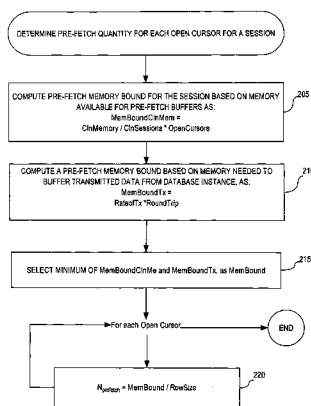 DETERMINE PRE-FETCH QUANTITY FOR EACH OPEN CURSOR FOR A SESSION
205
COMPUTE PRE-FETCH MEMORY BOUND FOR THE SESSION BASED ON MEMORY
AVAILABLE FOR PRE-FETCH BUFFERS AS:
MemBoundClnMem =
ClnMemory / ClnSessions * OpenCursors
210
COMPUTE A PRE-FETCH MEMORY BOUND BASED ON MEMORY NEEDED TO
BUFFER TRANSMITTED DATA FROM DATABASE INSTANCE, AS:
MemBoundTx =
RateofTx *RoundTrip
215
SELECT MINIMUM OF MemBoundClnMe and MemBoundTx, as MemBound
For each Open Cursor
END
220
Nprefetch = MemBound / RowSize